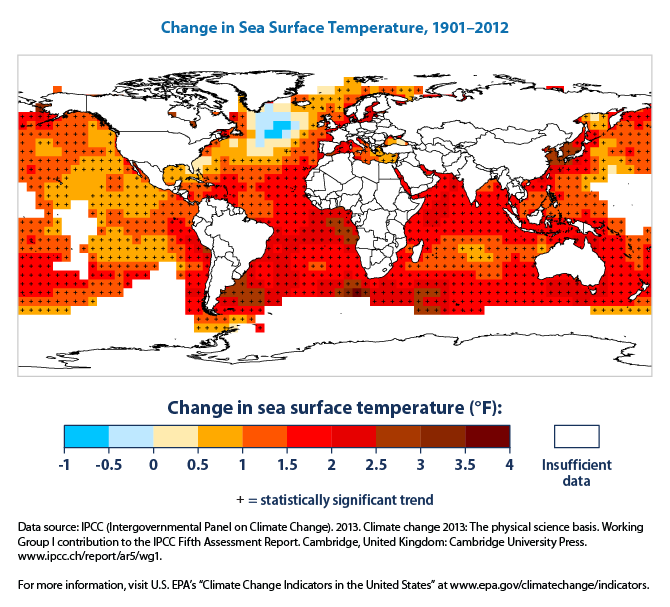 Change in Sea Surface Temperature, 1901–2012
Change in sea surface temperature (°F):
-1 -0.5 0 0.5 1 1.5 2 2.5 3 3.5 4
Insufficient
data
+ = statistically significant trend
Data source: IPCC (Intergovernmental Panel on Climate Change). 2013. Climate change 2013: The physical science basis. Working
Group I contribution to the IPCC Fifth Assessment Report. Cambridge, United Kingdom: Cambridge University Press.
www.ipcc.ch/report/ar5/wg1.
For more information, visit U.S. EPA’s “Climate Change Indicators in the United States” at www.epa.gov/climatechange/indicators.